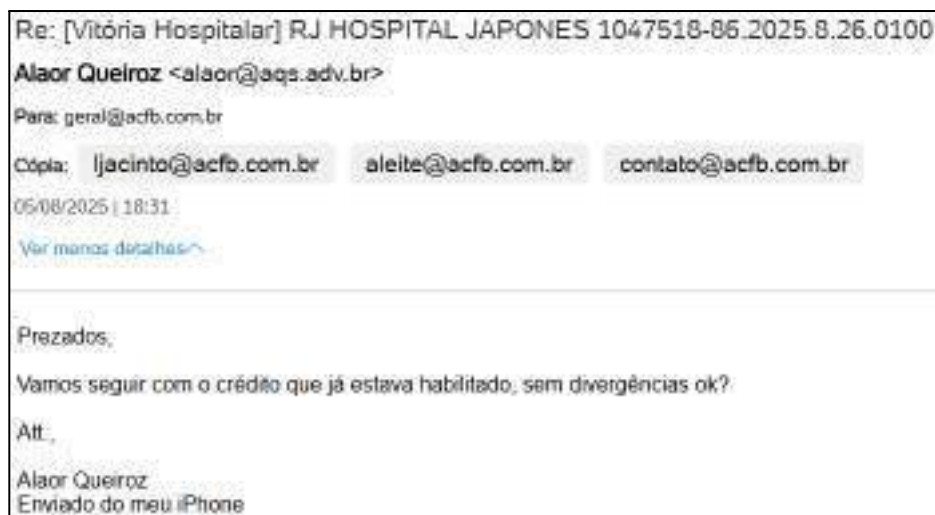 Re: [Vitória Hospitalar] RJ HOSPITAL JAPONES 1047518-86.2025.8.26.0100
Alaor Queiroz <alaor@aqs.adv.br>
Para: geral@acfb.com.br
Cópia: ljacinto@acfb.com.br aleite@acfb.com.br contato@acfb.com.br
05/08/2025 | 18:31
Ver menos detalhes
Prezados,
Vamos seguir com o crédito que já estava habilitado, sem divergências ok?
Att.,
Alaor Queiroz
Enviado do meu iPhone